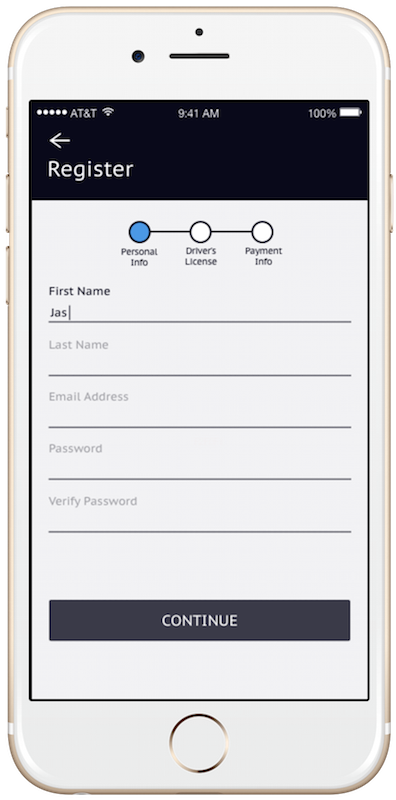 AT&T 9:41 AM 100%
Register
Personal Info
Driver's License
Payment Info
First Name
Jas
Last Name
Email Address
Password
Verify Password
CONTINUE